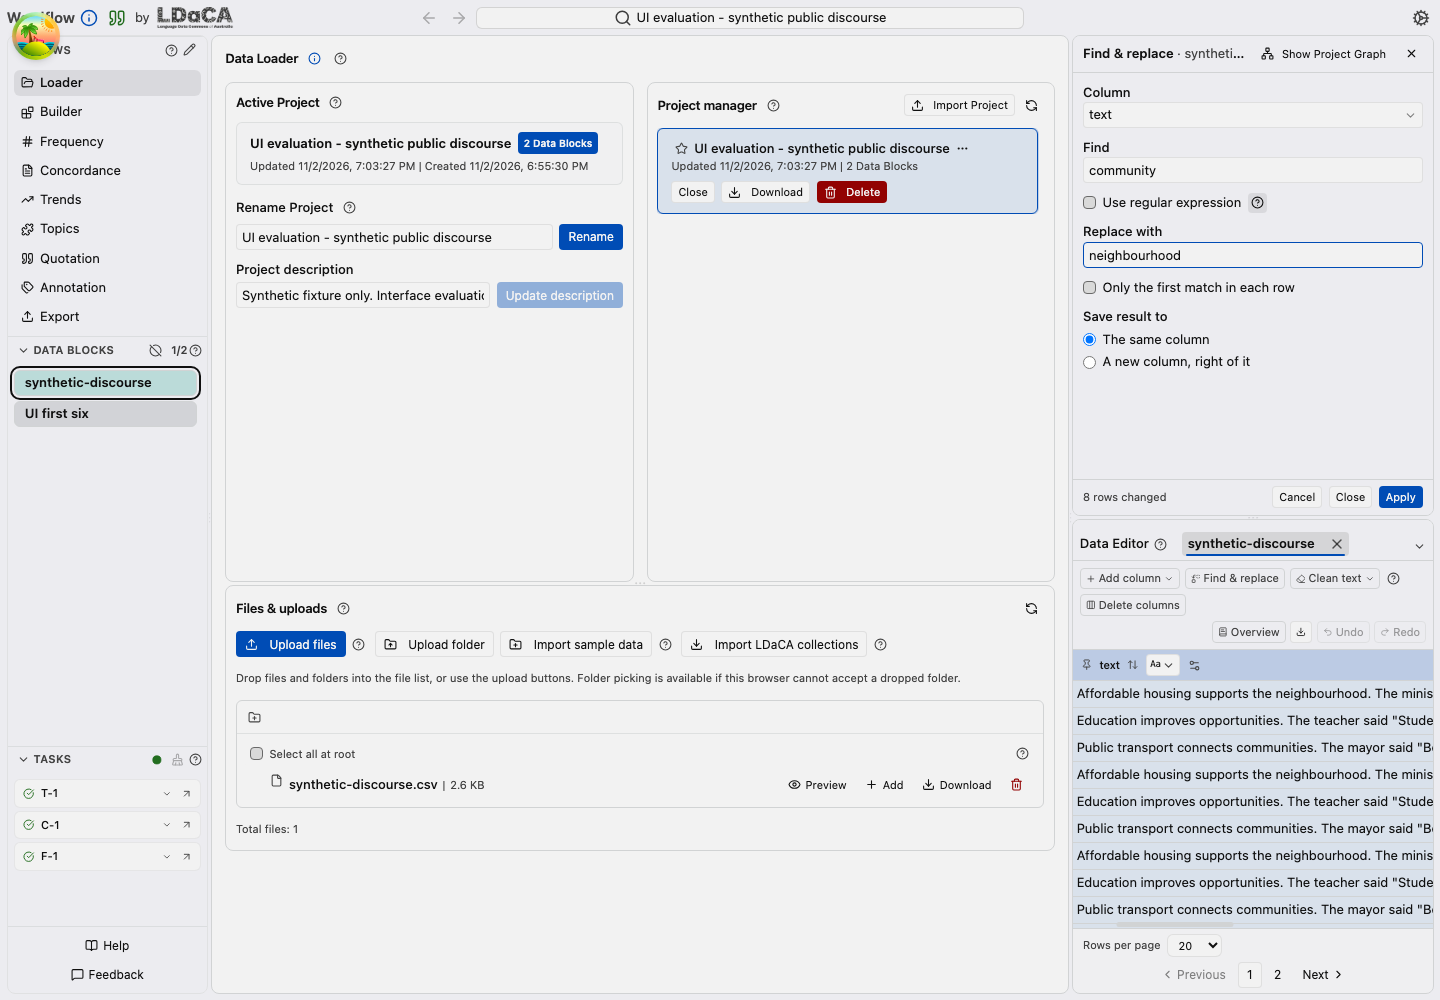 by LDaCA
UI evaluation - synthetic public discourse
Loader
Builder
Frequency
Concordance
Trends
Topics
Quotation
Annotation
Export
DATA BLOCKS 1/2
synthetic-discourse
UI first six
TASKS
T-1
C-1
F-1
Help
Feedback
Data Loader
Active Project
UI evaluation - synthetic public discourse 2 Data Blocks
Updated 11/2/2026, 7:03:27 PM | Created 11/2/2026, 6:55:30 PM
Rename Project
UI evaluation - synthetic public discourse Rename
Project description
Synthetic fixture only. Interface evaluatic Update description
Project manager Import Project
UI evaluation - synthetic public discourse ···
Updated 11/2/2026, 7:03:27 PM | 2 Data Blocks
Close Download Delete
Files & uploads
Upload files Upload folder Import sample data Import LDaCA collections
Drop files and folders into the file list, or use the upload buttons. Folder picking is available if this browser cannot accept a dropped folder.
Select all at root
synthetic-discourse.csv | 2.6 KB Preview Add Download
Total files: 1
Find & replace · syntheti... Show Project Graph
Column
text
Find
community
Use regular expression
Replace with
neighbourhood
Only the first match in each row
Save result to
The same column
A new column, right of it
8 rows changed Cancel Close Apply
Data Editor synthetic-discourse
+ Add column Find & replace Clean text
Delete columns
Overview Undo Redo
text Aa
Affordable housing supports the neighbourhood. The minis
Education improves opportunities. The teacher said "Stude
Public transport connects communities. The mayor said "Be
Affordable housing supports the neighbourhood. The minis
Education improves opportunities. The teacher said "Stude
Public transport connects communities. The mayor said "Be
Affordable housing supports the neighbourhood. The minis
Education improves opportunities. The teacher said "Stude
Public transport connects communities. The mayor said "Be
Rows per page 20
Previous 1 2 Next